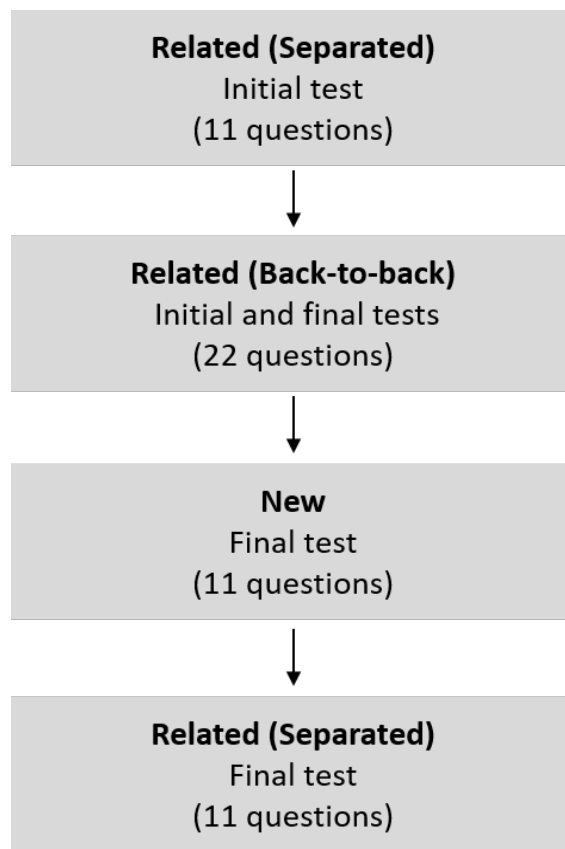 Related (Separated)
Initial test
(11 questions)
Related (Back-to-back)
Initial and final tests
(22 questions)
New
Final test
(11 questions)
Related (Separated)
Final test
(11 questions)